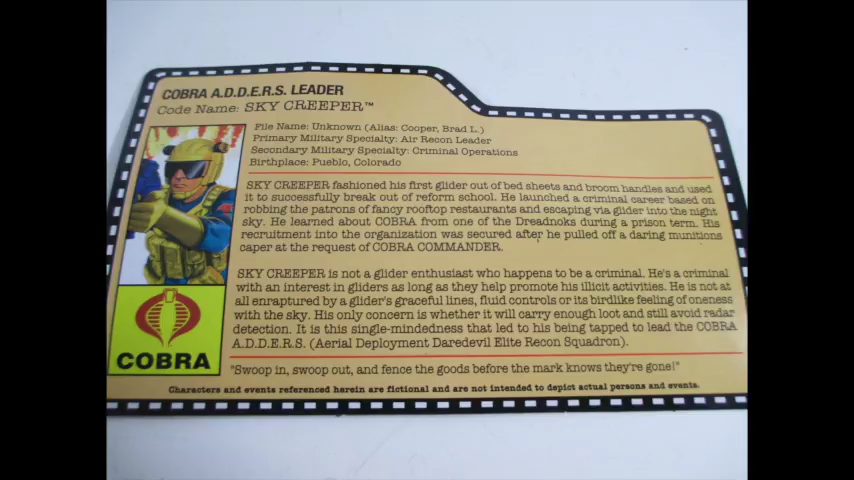 COBRA A.D.D.E.R.S. LEADER
Code Name: SKY CREEPER™
File Name: Unknown (Alias: Cooper, Brad L.)
Primary Military Specialty: Air Recon Leader
Secondary Military Specialty: Criminal Operations
Birthplace: Pueblo, Colorado
SKY CREEPER fashioned his first glider out of bed sheets and broom handles and used
it to successfully break out of reform school. He launched a criminal career based on
robbing the patrons of fancy rooftop restaurants and escaping via glider into the night
sky. He learned about COBRA from one of the Dreadnoks during a prison term. His
recruitment into the organization was secured after he pulled off a daring munitions
caper at the request of COBRA COMMANDER.
SKY CREEPER is not a glider enthusiast who happens to be a criminal. He's a criminal
with an interest in gliders as long as they help promote his illicit activities. He is not at
all enraptured by a glider's graceful lines, fluid controls or its birdlike feeling of oneness
with the sky. His only concern is whether it will carry enough loot and still avoid radar
detection. It is this single-mindedness that led to his being tapped to lead the COBRA
A.D.D.E.R.S. (Aerial Deployment Daredevil Elite Recon Squadron).
COBRA
"Swoop in, swoop out, and fence the goods before the mark knows they're gone!"
Characters and events referenced herein are fictional and are not intended to depict actual persons and events.